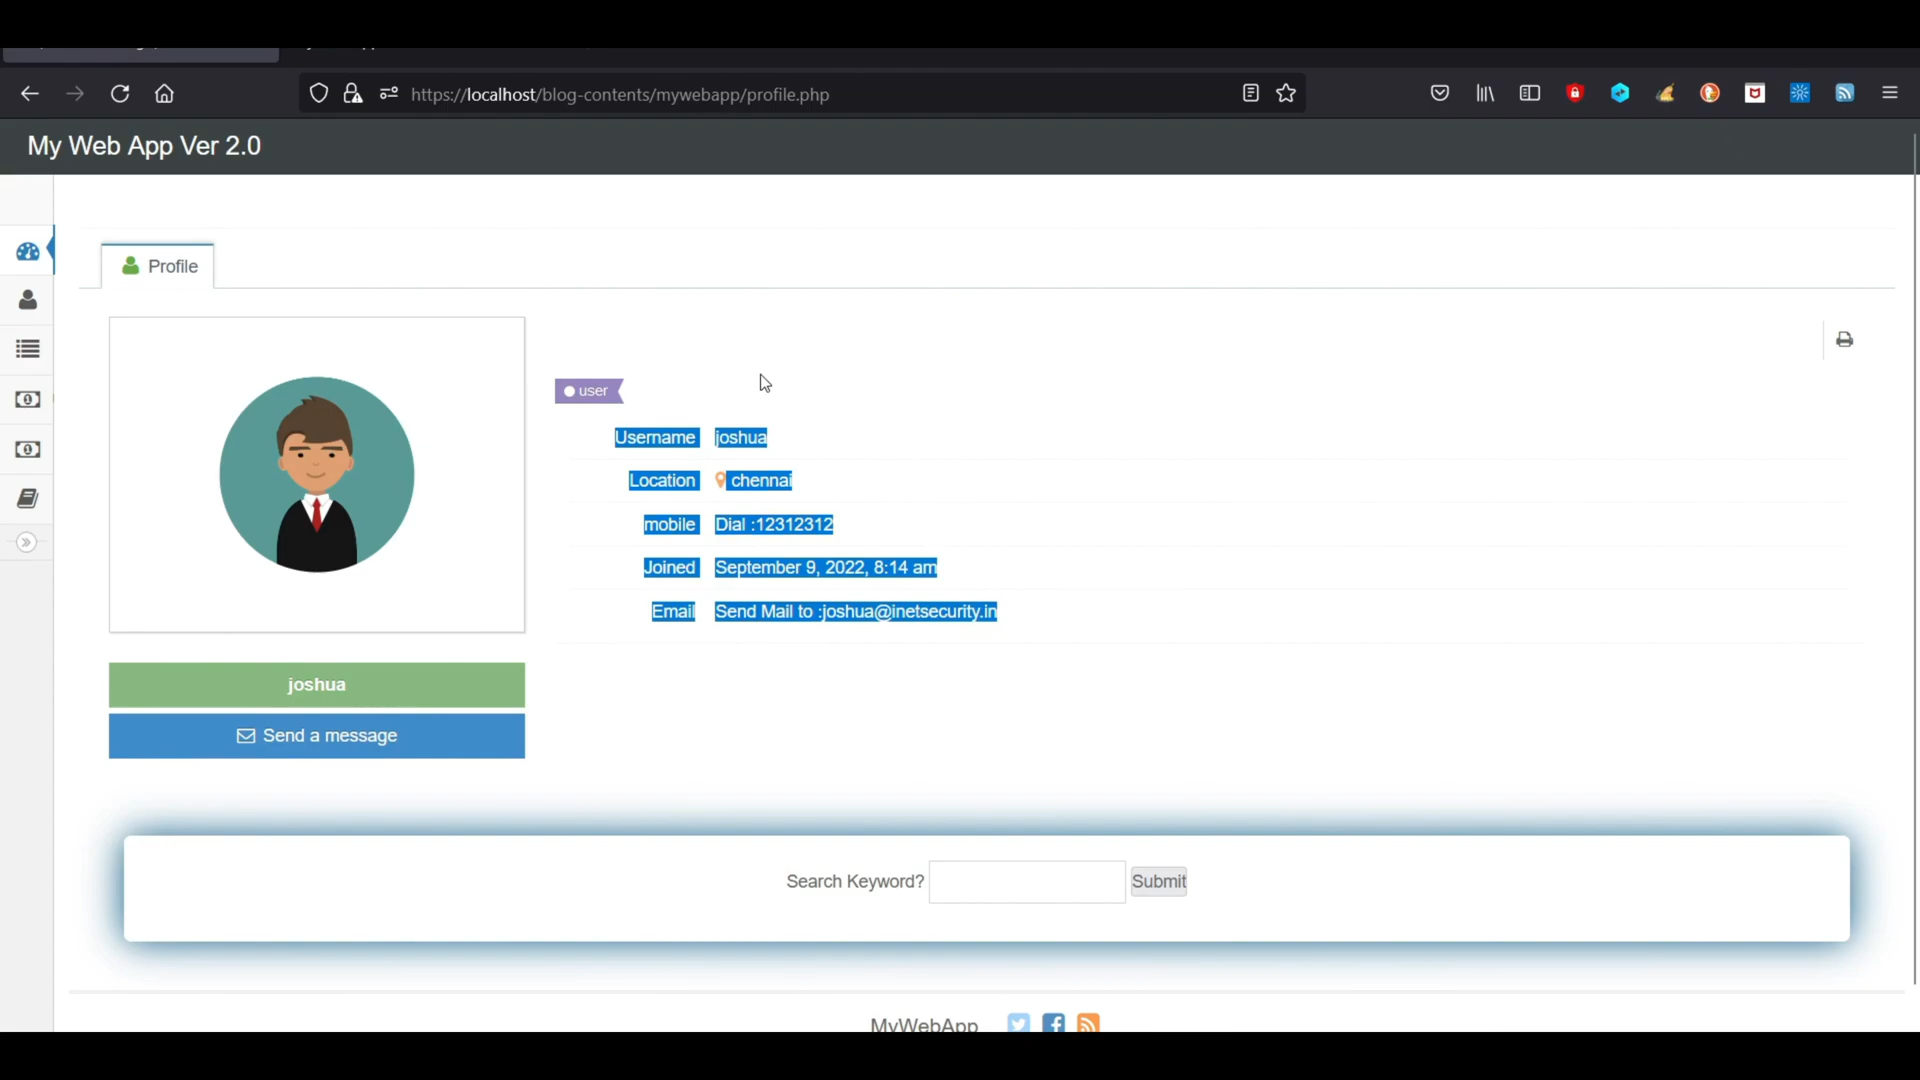 https://localhost/blog-contents/mywebapp/profile.php
My Web App Ver 2.0
Profile
user
Username joshua
Location chennai
mobile Dial :12312312
Joined September 9, 2022, 8:14 am
Email Send Mail to :joshua@inetsecurity.in
joshua
Send a message
Search Keyword? Submit
MyWebApp